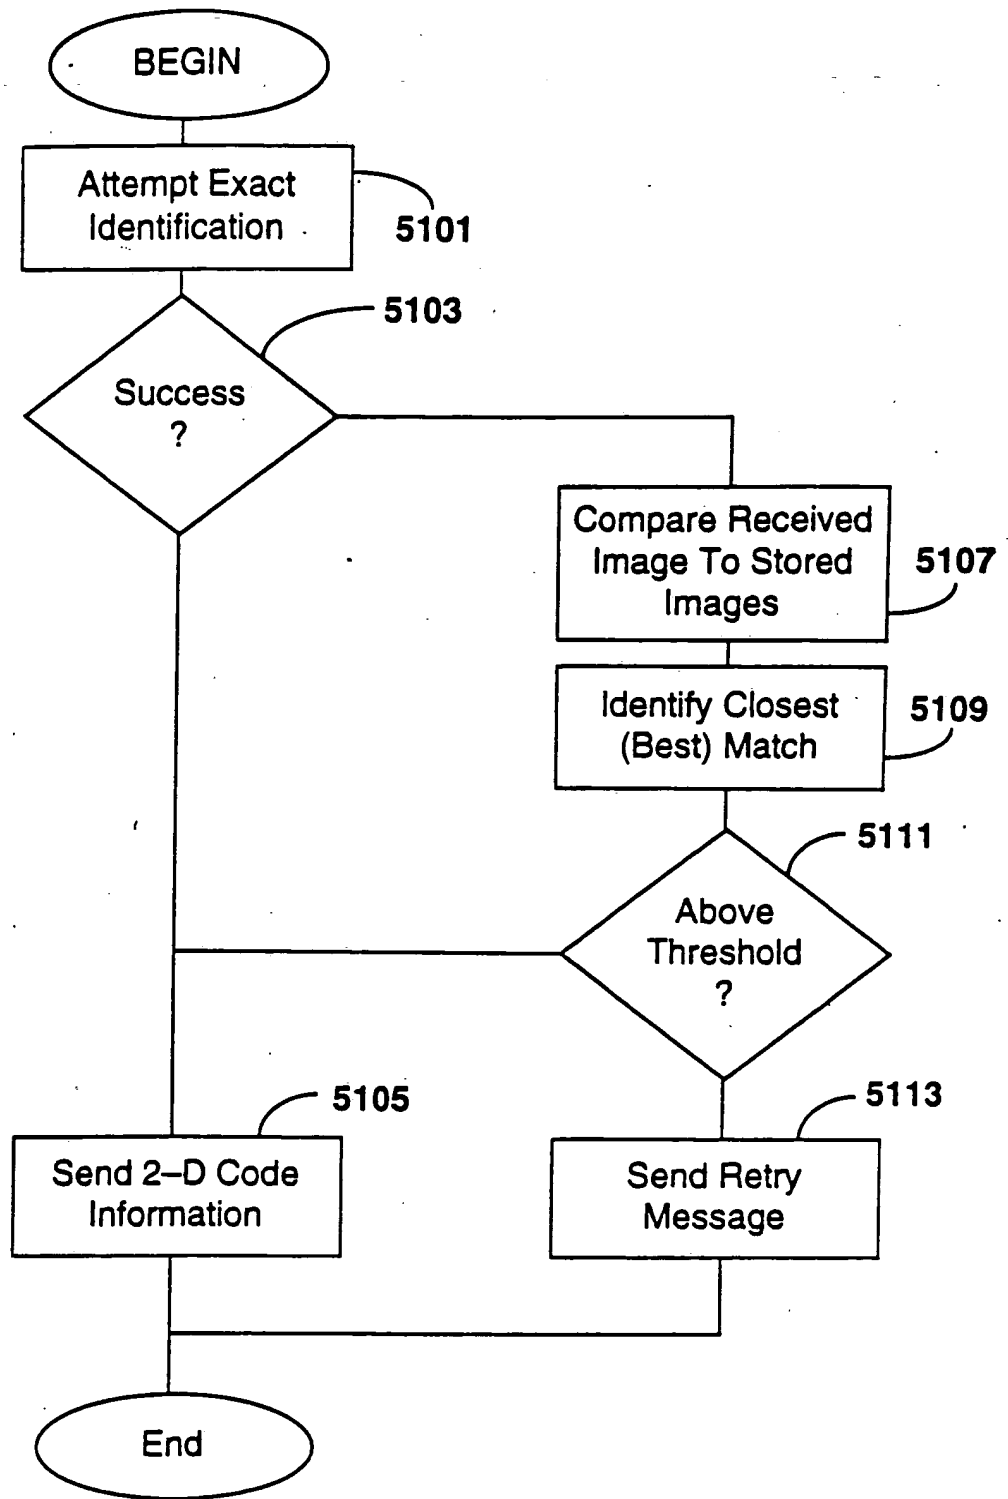 BEGIN
Attempt Exact
Identification
5101
5103
Success
?
Compare Received
Image To Stored
Images
5107
Identify Closest
(Best) Match
5109
5111
Above
Threshold
?
5105
Send 2–D Code
Information
5113
Send Retry
Message
End